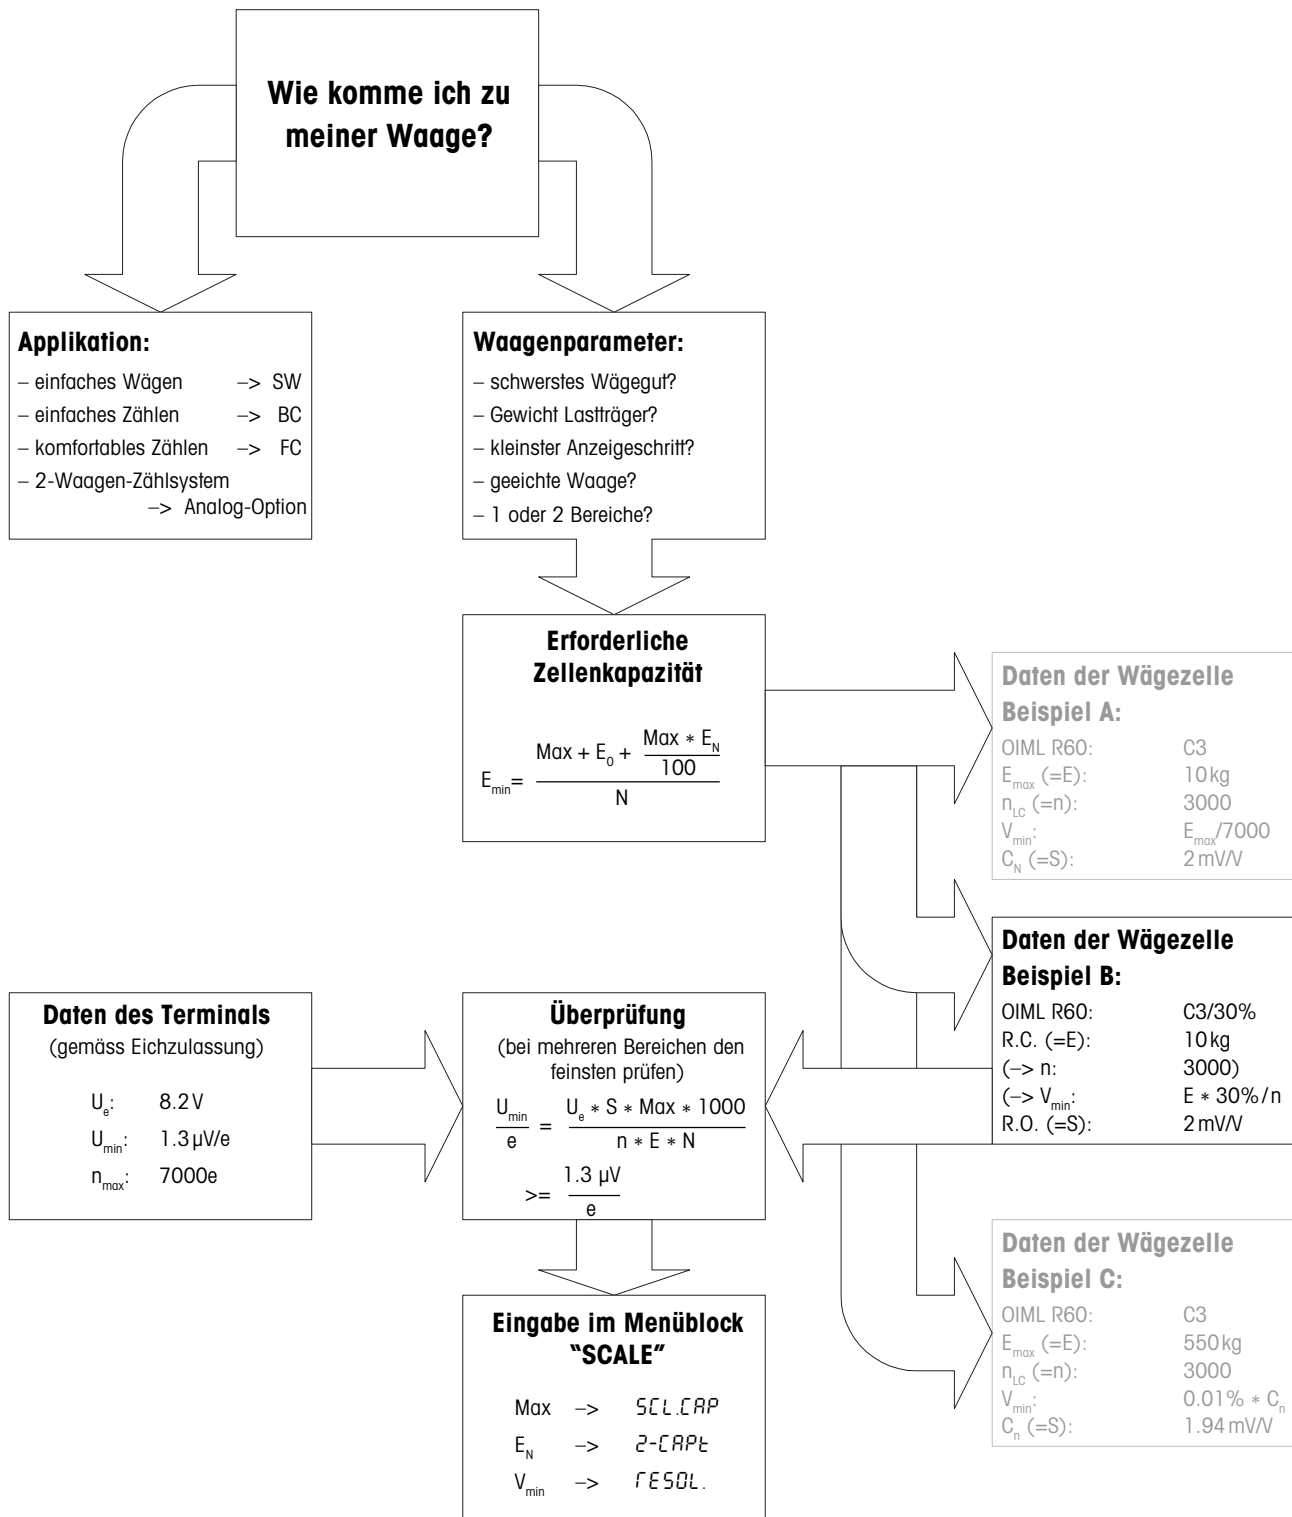 Wie komme ich zu
meiner Waage?
Applikation:
– einfaches Wägen –> SW
– einfaches Zählen –> BC
– komfortables Zählen –> FC
– 2-Waagen-Zählsystem
–> Analog-Option
Waagenparameter:
– schwerstes Wägegut?
– Gewicht Lastträger?
– kleinster Anzeigeschritt?
– geeichte Waage?
– 1 oder 2 Bereiche?
Erforderliche
Zellenkapazität
Max + E0 + Max * EN
100
Emin=
N
Daten der Wägezelle
Beispiel A:
OIML R60: C3
Emax (=E): 10 kg
nLC (=n): 3000
Vmin: Emax/7000
CN (=S): 2 mV/V
Daten der Wägezelle
Beispiel B:
OIML R60: C3/30%
R.C. (=E): 10 kg
(–> n: 3000)
(–> Vmin: E * 30%/n
R.O. (=S): 2 mV/V
Daten des Terminals
(gemäss Eichzulassung)
Ue: 8.2 V
Umin: 1.3 µV/e
nmax: 7000e
Überprüfung
(bei mehreren Bereichen den
feinsten prüfen)
Umin = Ue * S * Max * 1000
e n * E * N
>= 1.3 µV
e
Daten der Wägezelle
Beispiel C:
OIML R60: C3
Emax (=E): 550 kg
nLC (=n): 3000
Vmin: 0.01% * Cn
Cn (=S): 1.94 mV/V
Eingabe im Menüblock
"SCALE"
Max –> SCL.CAP
EN –> 2-CAPt
Vmin –> rESOL.